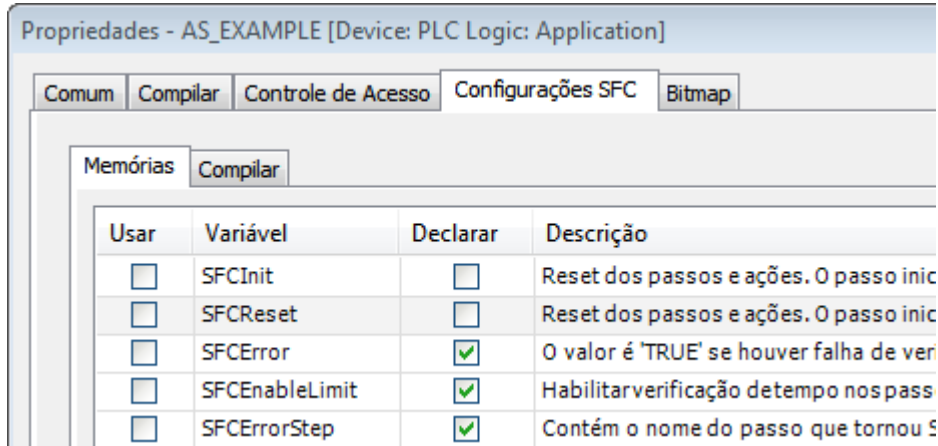 Propriedades - AS_EXAMPLE [Device: PLC Logic: Application]
Comum Compilar Controle de Acesso Configurações SFC Bitmap
Memórias Compilar
Usar Variável Declarar Descrição
SFCInit Reset dos passos e ações. O passo inic
SFCReset Reset dos passos e ações. O passo inic
SFCError O valor é 'TRUE' se houver falha de veri
SFCEnableLimit Habilitar verificação de tempo nos passo
SFCErrorStep Contém o nome do passo que tornou S